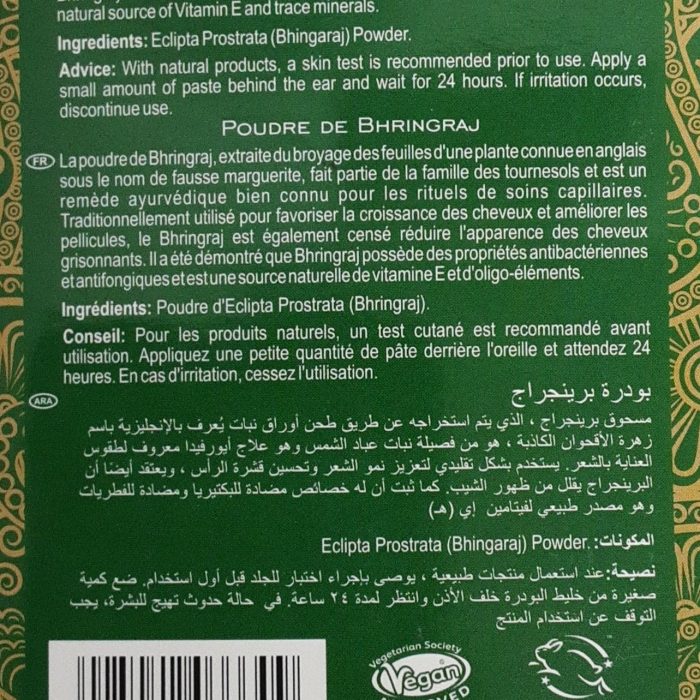 natural source of Vitamin E and trace minerals.
Ingredients: Eclipta Prostrata (Bhingaraj) Powder.
Advice: With natural products, a skin test is recommended prior to use. Apply a
small amount of paste behind the ear and wait for 24 hours. If irritation occurs,
discontinue use.
POUDRE DE BHRINGRAJ
FR La poudre de Bhringraj, extraite du broyage des feuilles d'une plante connue en anglais
sous le nom de fausse marguerite, fait partie de la famille des tournesols et est un
remède ayurvédique bien connu pour les rituels de soins capillaires.
Traditionnellement utilisé pour favoriser la croissance des cheveux et améliorer les
pellicules, le Bhringraj est également censé réduire l'apparence des cheveux
grisonnants. Il a été démontré que Bhringraj possède des propriétés antibactériennes
et antifongiques et est une source naturelle de vitamine E et d'oligo-éléments.
Ingrédients: Poudre d'Eclipta Prostrata (Bhringraj).
Conseil: Pour les produits naturels, un test cutané est recommandé avant
utilisation. Appliquez une petite quantité de pâte derrière l'oreille et attendez 24
heures. En cas d'irritation, cessez l'utilisation.
ARA بودرة برينجراج
مسحوق برينجراج ، الذي يتم استخراجه عن طريق طحن أوراق نبات يُعرف بالإنجليزية باسم
زهرة الأقحوان الكاذبة ، هو من فصيلة نبات عباد الشمس وهو علاج أيورفيدا معروف لطقوس
العناية بالشعر. يستخدم بشكل تقليدي لتعزيز نمو الشعر وتحسين قشرة الرأس ، ويعتقد أيضا أن
البرينجراج يقلل من ظهور الشيب. كما ثبت أن له خصائص مضادة للبكتيريا ومضادة للفطريات
وهو مصدر طبيعي لفيتامين إي (هـ)
المكونات: Eclipta Prostrata (Bhingaraj) Powder.
نصيحة: عند استعمال منتجات طبيعية ، يوصى بإجراء اختبار للجلد قبل أول استخدام. ضع كمية
صغيرة من خليط البودرة خلف الأذن وانتظر لمدة ٢٤ ساعة. في حالة حدوث تهيج للبشرة، يجب
التوقف عن استخدام المنتج
Vegetarian Society
Vegan